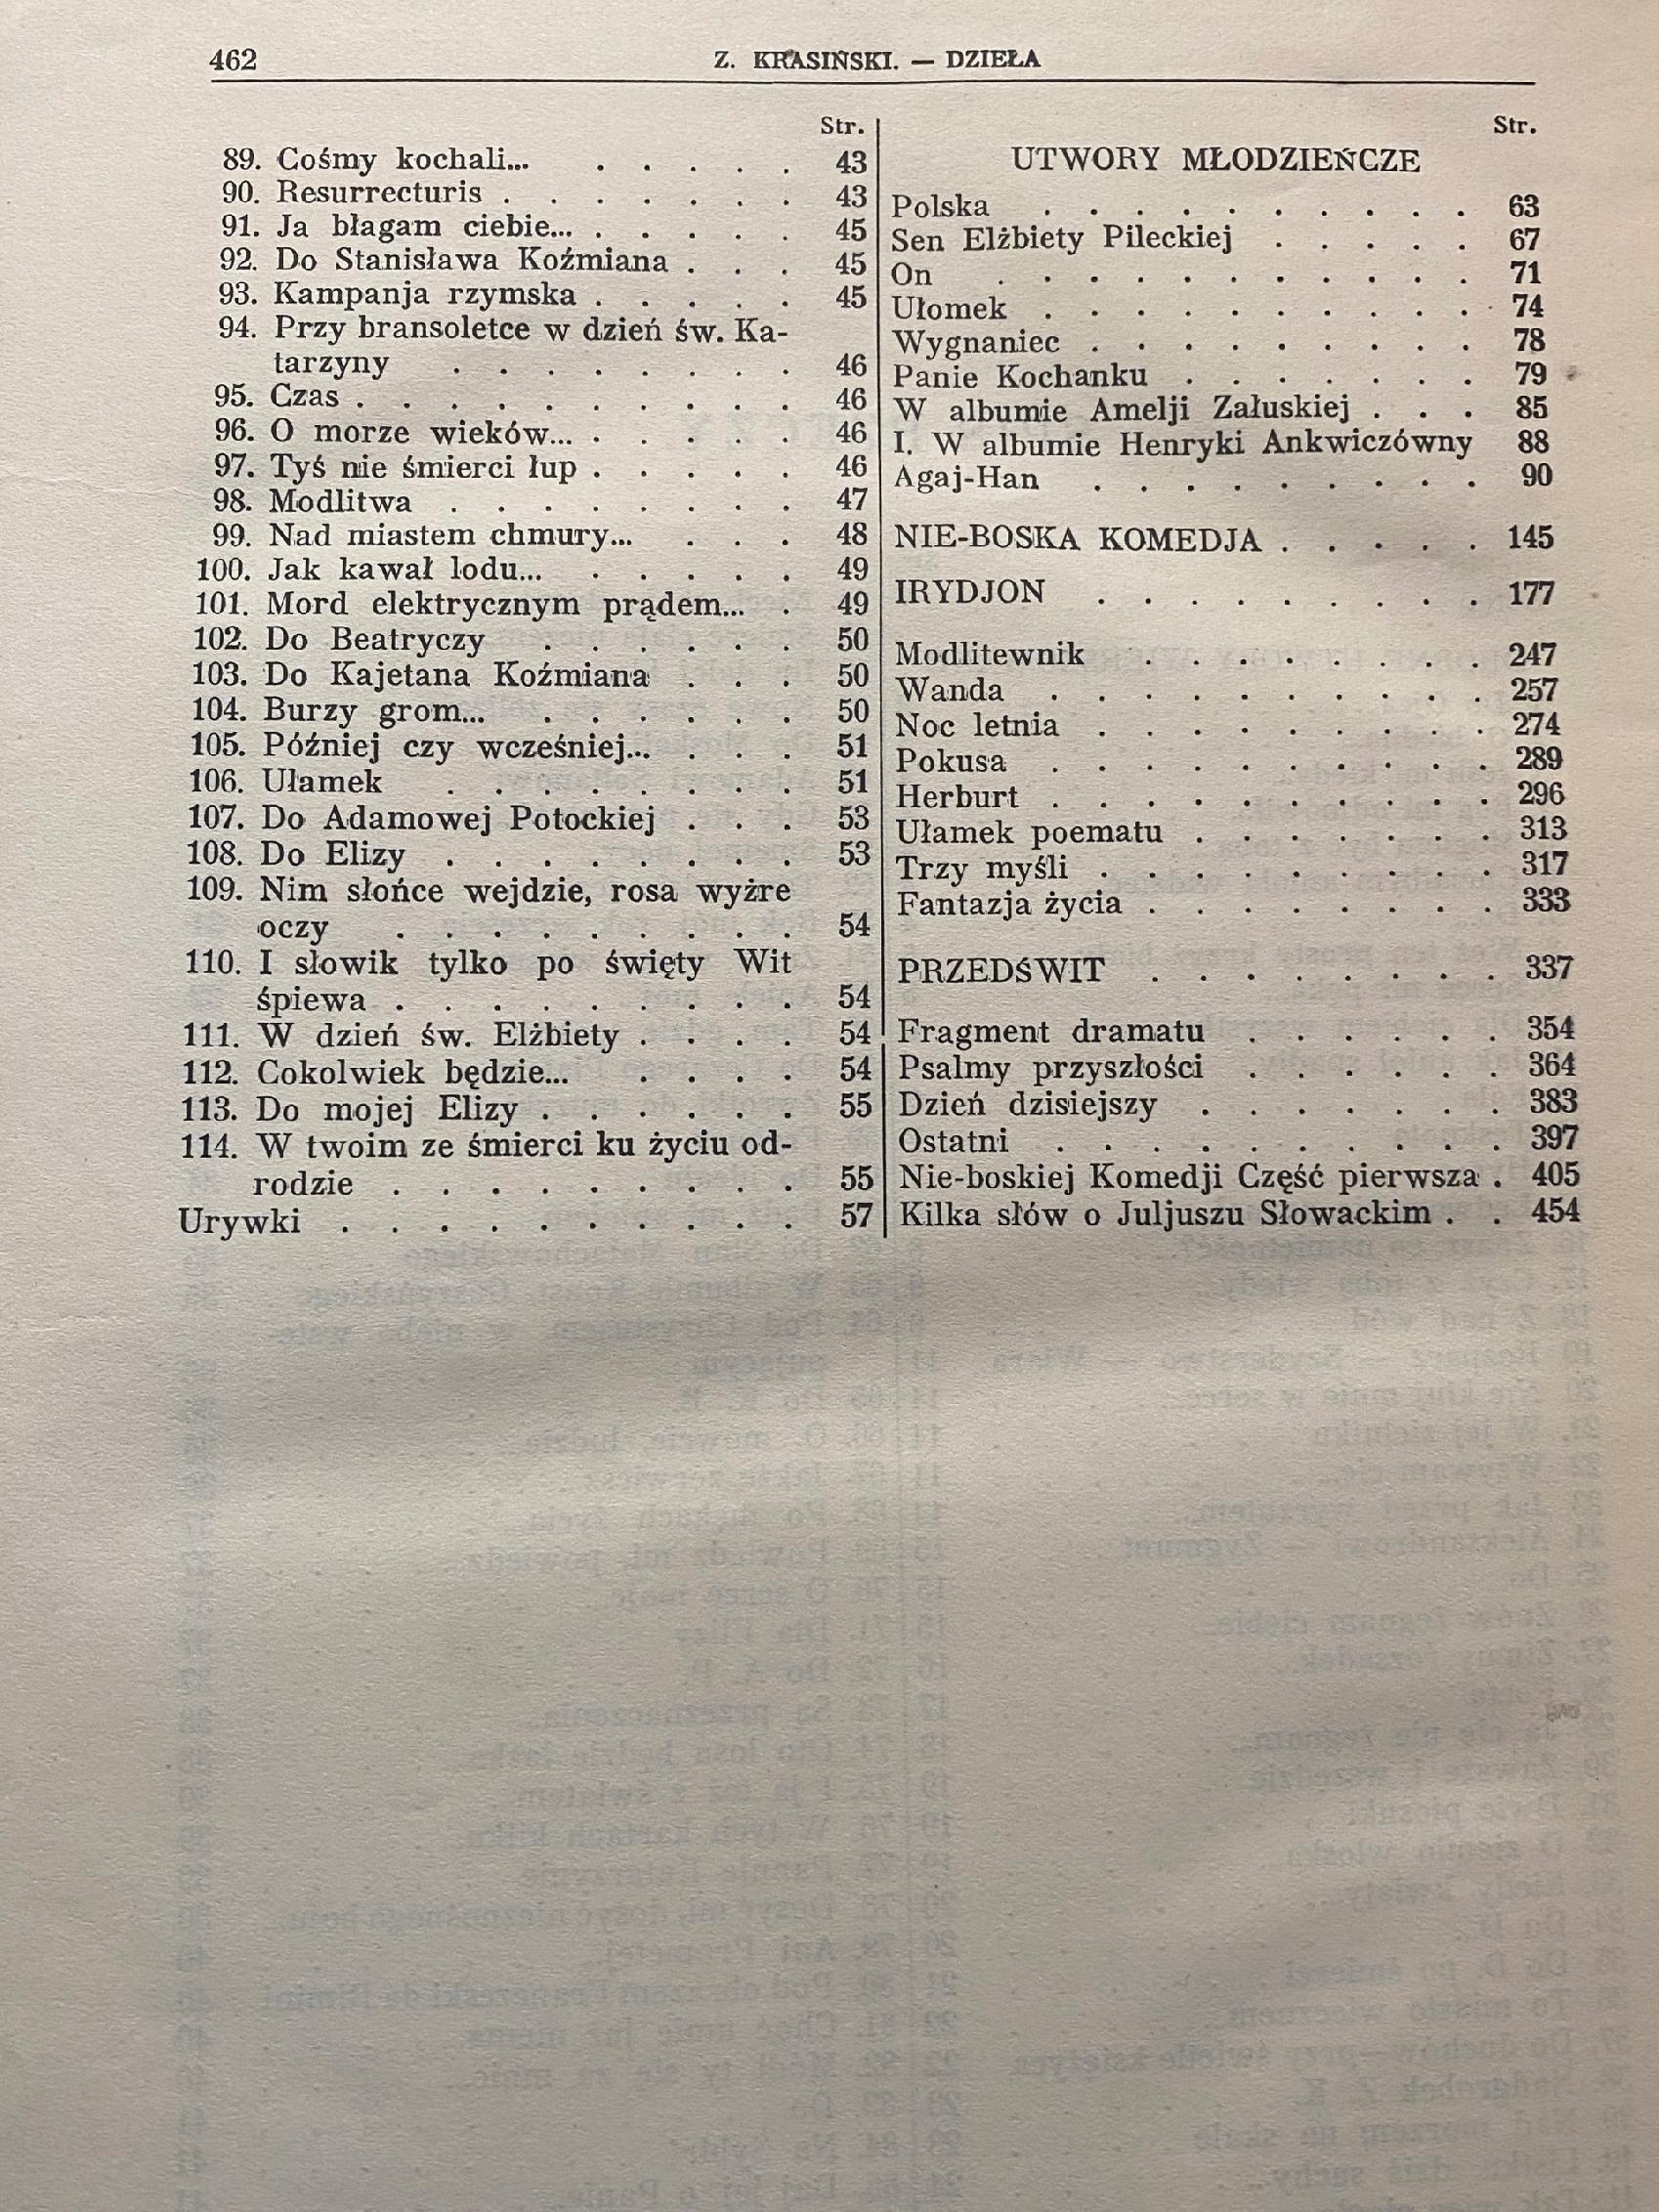 462
Z. KRASIŃSKI. — DZIEŁA
Str.
89. Cośmy kochali... . . . . . 43
90. Resurrecturis . . . . . . . 43
91. Ja błagam ciebie... . . . . . 45
92. Do Stanisława Koźmiana . . . 45
93. Kampanja rzymska . . . . . 45
94. Przy bransoletce w dzień św. Ka-
tarzyny . . . . . . . . 46
95. Czas . . . . . . . . . . 46
96. O morze wieków... . . . . . 46
97. Tyś nie śmierci łup . . . . . 46
98. Modlitwa . . . . . . . . 47
99. Nad miastem chmury... . . . 48
100. Jak kawał lodu... . . . . . 49
101. Mord elektrycznym prądem... . 49
102. Do Beatryczy . . . . . . 50
103. Do Kajetana Koźmiana . . . 50
104. Burzy grom... . . . . . . 50
105. Później czy wcześniej... . . . 51
106. Ułamek . . . . . . . . 51
107. Do Adamowej Potockiej . . . 53
108. Do Elizy . . . . . . . . 53
109. Nim słońce wejdzie, rosa wyżre
oczy . . . . . . . . . 54
110. I słowik tylko po święty Wit
śpiewa . . . . . . . . . 54
111. W dzień św. Elżbiety . . . . 54
112. Cokolwiek będzie... . . . . 54
113. Do mojej Elizy . . . . . . 55
114. W twoim ze śmierci ku życiu od-
rodzie . . . . . . . . . 55
Urywki . . . . . . . . . . 57
Str.
UTWORY MŁODZIEŃCZE
Polska . . . . . . . . . . 63
Sen Elżbiety Pileckiej . . . . . 67
On . . . . . . . . . . . 71
Ułomek . . . . . . . . . . 74
Wygnaniec . . . . . . . . . 78
Panie Kochanku . . . . . . . 79
W albumie Amelji Załuskiej . . . 85
I. W albumie Henryki Ankwiczówny 88
Agaj-Han . . . . . . . . . 90
NIE-BOSKA KOMEDJA . . . . . 145
IRYDJON . . . . . . . . . 177
Modlitewnik . . . . . . . . 247
Wanda . . . . . . . . . . 257
Noc letnia . . . . . . . . . 274
Pokusa . . . . . . . . . . 289
Herburt . . . . . . . . . . 296
Ułamek poematu . . . . . . . 313
Trzy myśli . . . . . . . . . 317
Fantazja życia . . . . . . . . 333
PRZEDŚWIT . . . . . . . . 337
Fragment dramatu . . . . . . 354
Psalmy przyszłości . . . . . . 364
Dzień dzisiejszy . . . . . . . 383
Ostatni . . . . . . . . . . 397
Nie-boskiej Komedji Część pierwsza . 405
Kilka słów o Juljuszu Słowackim . . 454